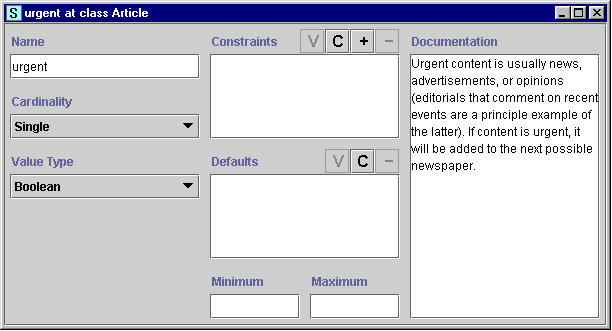 S urgent at class Article
Name
urgent
Cardinality
Single
Value Type
Boolean
Constraints
V C + −
Defaults
V C −
Minimum
Maximum
Documentation
Urgent content is usually news,
advertisements, or opinions
(editorials that comment on recent
events are a principle example of
the latter). If content is urgent, it
will be added to the next possible
newspaper.